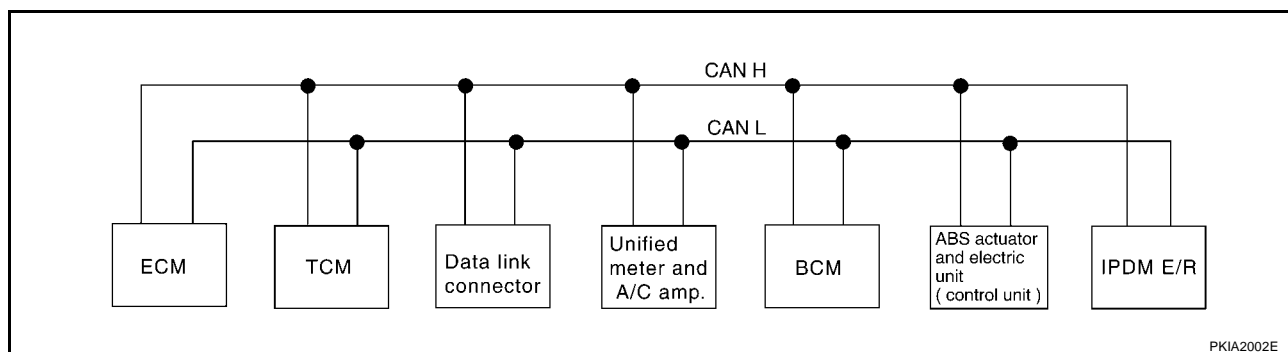 CAN H
CAN L
ECM
TCM
Data link
connector
Unified
meter and
A/C amp.
BCM
ABS actuator
and electric
unit
( control unit )
IPDM E/R
PKIA2002E